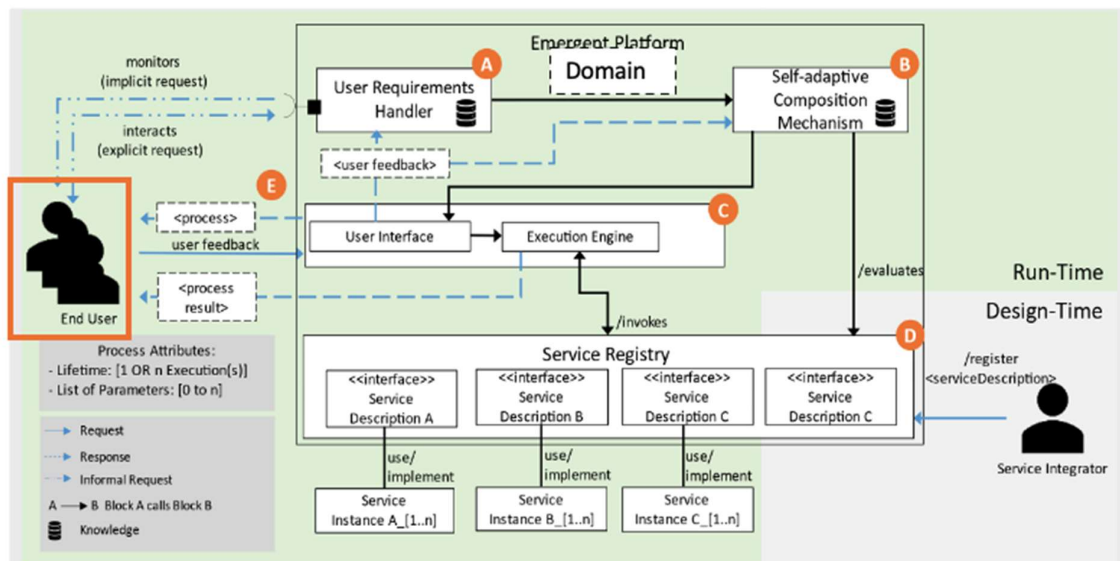 Emergent-Platform
Domain
monitors
(implicit request)
interacts
(explicit request)
A
User Requirements
Handler
B
Self-adaptive
Composition
Mechanism
<user feedback>
E
<process>
user feedback
<process
result>
End User
C
User Interface
Execution Engine
/evaluates
/invokes
Run-Time
Design-Time
D
Service Registry
<<interface>>
Service
Description A
<<interface>>
Service
Description B
<<interface>>
Service
Description C
<<interface>>
Service
Description C
/register
<serviceDescription>
Service Integrator
use/
implement
use/
implement
use/
implement
Service
Instance A_[1..n]
Service
Instance B_[1..n]
Service
Instance C_[1..n]
Process Attributes:
- Lifetime: [1 OR n Execution(s)]
- List of Parameters: [0 to n]
Request
Response
Informal Request
A B Block A calls Block B
Knowledge